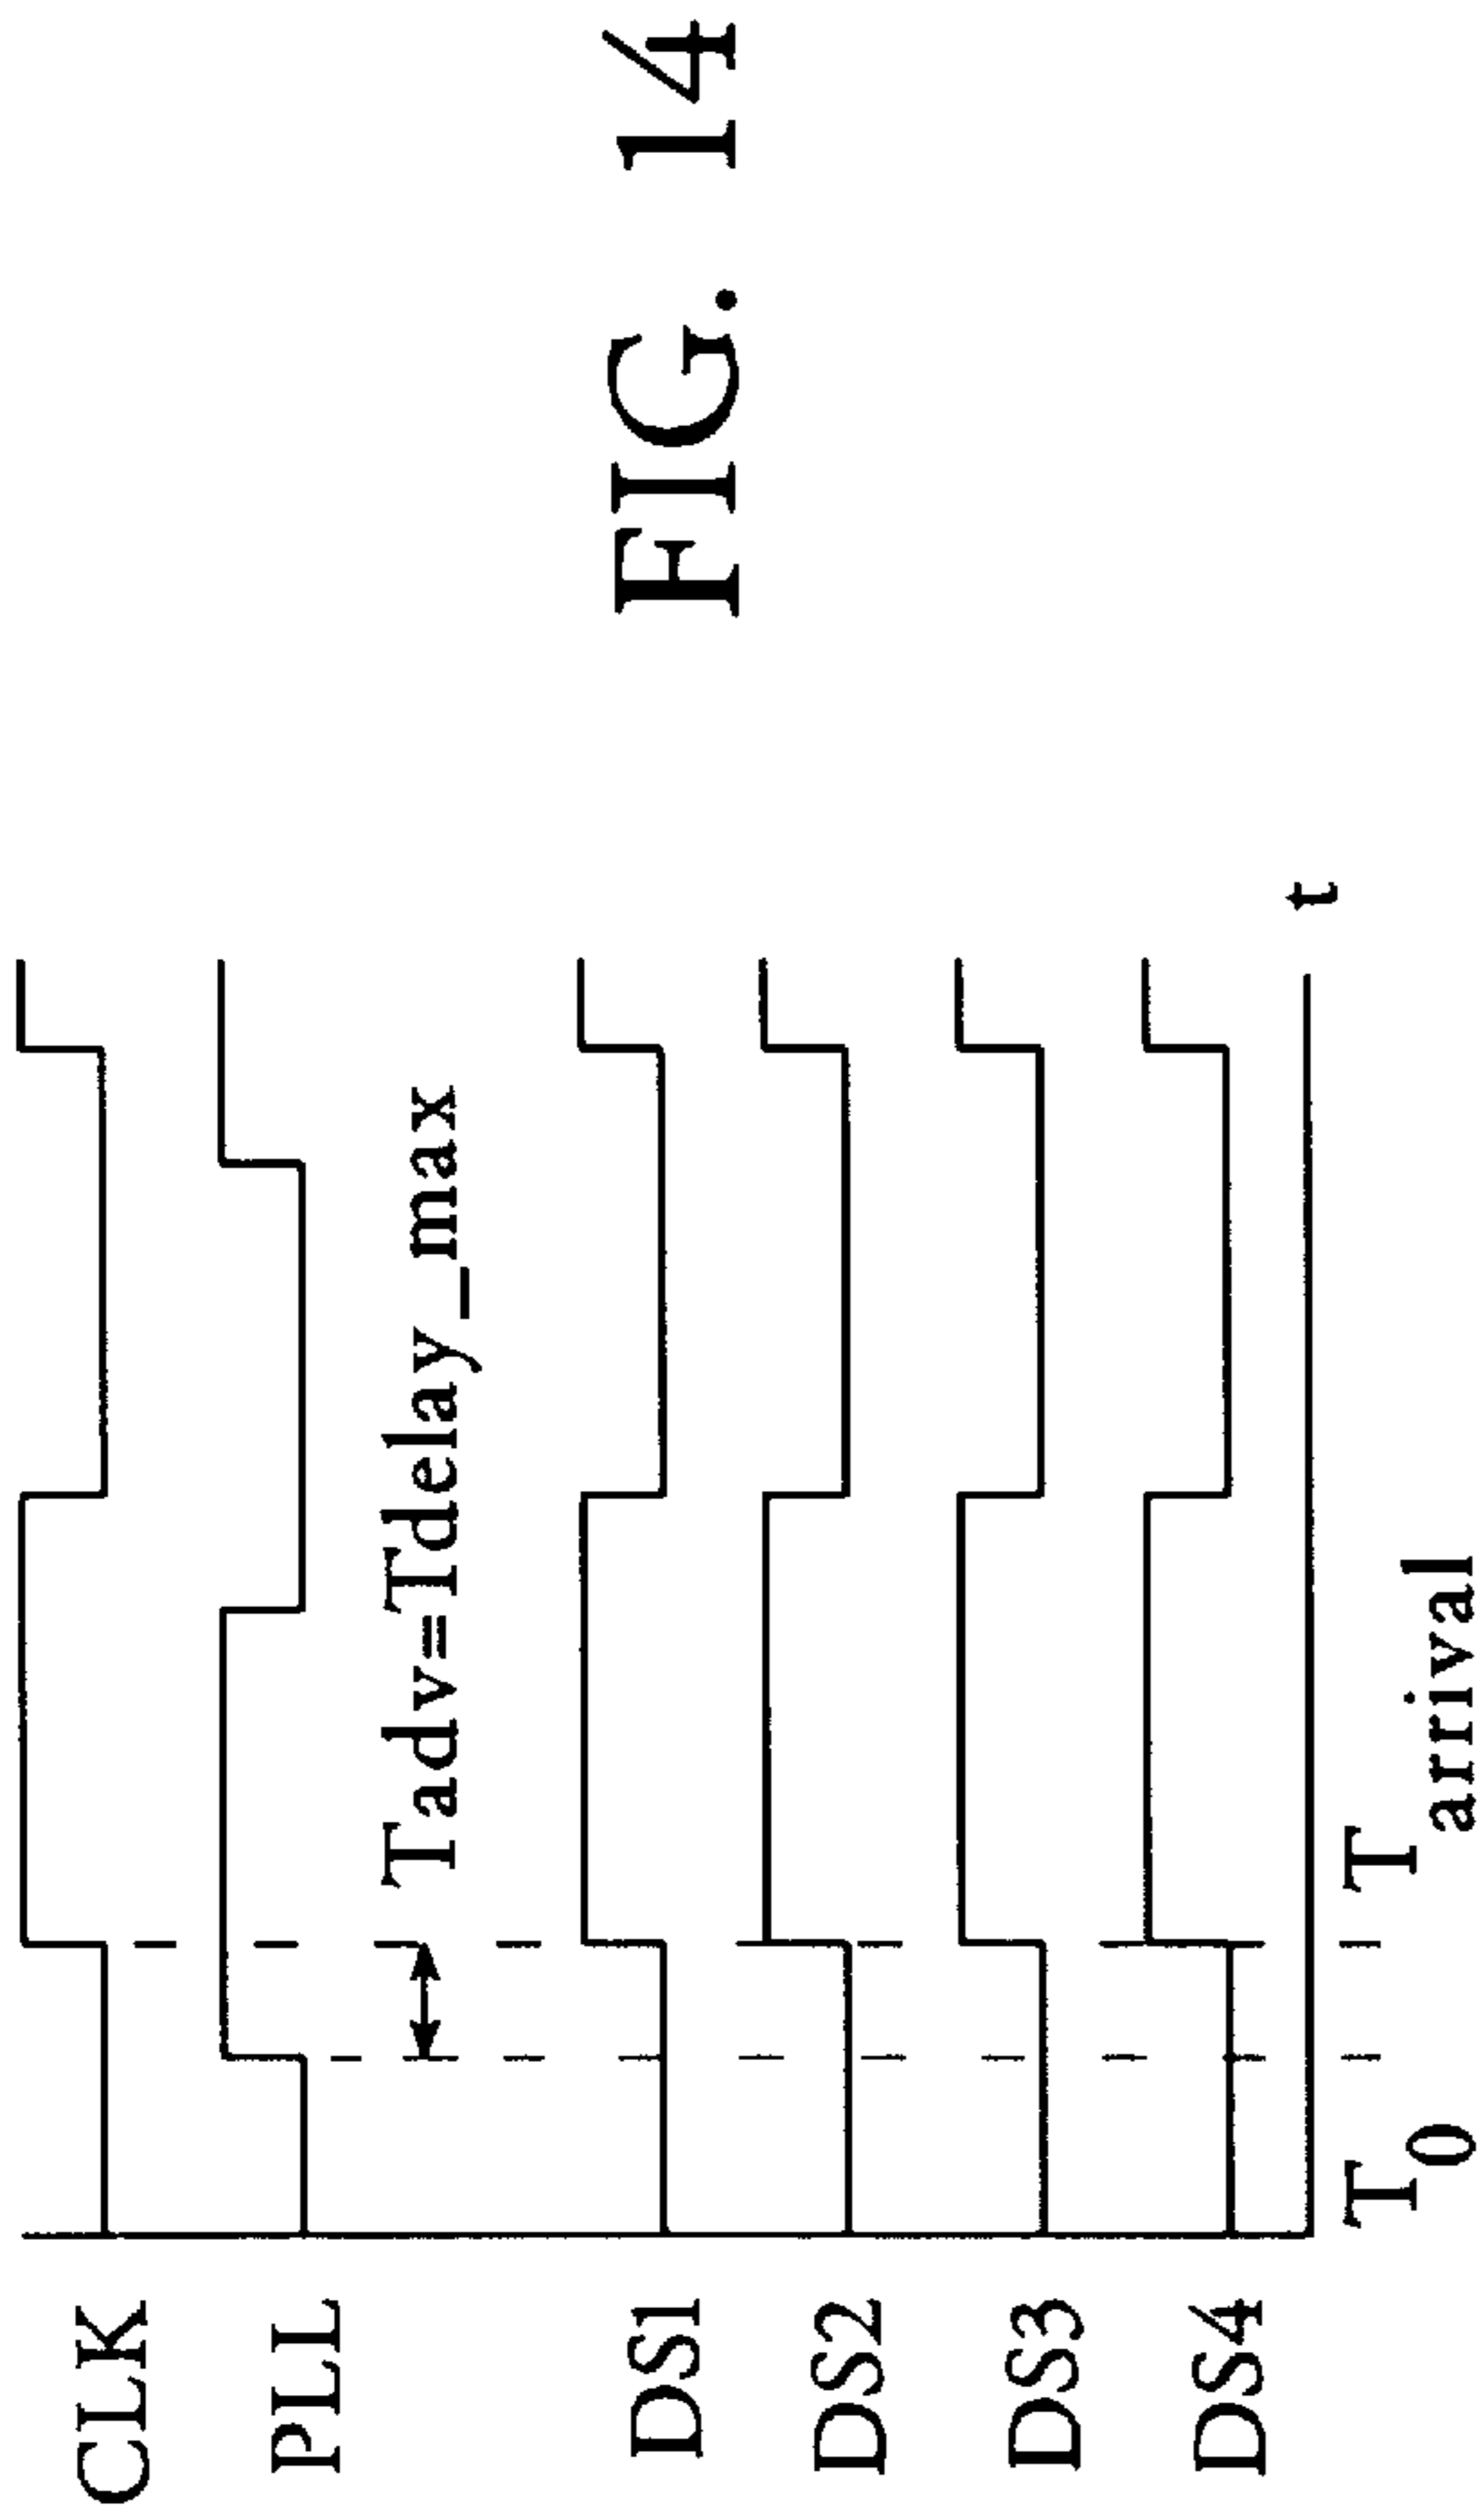 CLK
PLL
Tadv=Tdelay_max
DS1
DS2
DS3
DS4
t
T0 Tarrival
FIG. 14